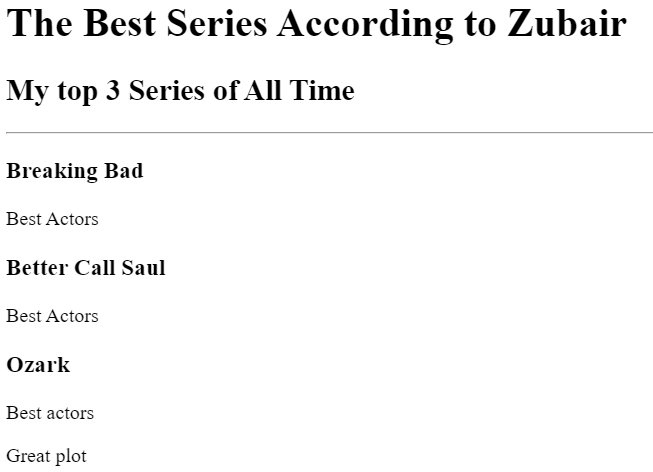 The Best Series According to Zubair
My top 3 Series of All Time
Breaking Bad
Best Actors
Better Call Saul
Best Actors
Ozark
Best actors
Great plot